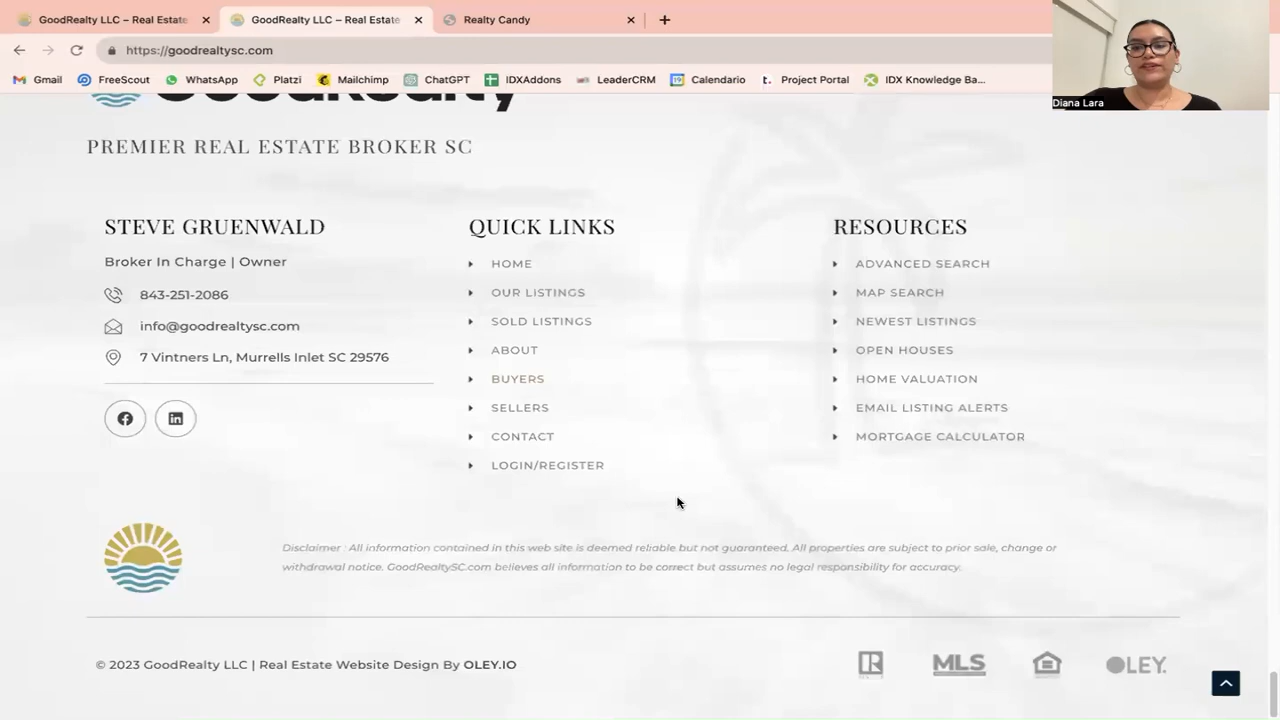 GoodRealty LLC – Real Estate
GoodRealty LLC – Real Estate
Realty Candy
https://goodrealtysc.com
Gmail
FreeScout
WhatsApp
Platzi
Mailchimp
ChatGPT
IDXAddons
LeaderCRM
Calendario
Project Portal
IDX Knowledge Ba...
Diana Lara
GoodRealty
PREMIER REAL ESTATE BROKER SC
STEVE GRUENWALD
Broker In Charge | Owner
843-251-2086
info@goodrealtysc.com
7 Vintners Ln, Murrells Inlet SC 29576
QUICK LINKS
HOME
OUR LISTINGS
SOLD LISTINGS
ABOUT
BUYERS
SELLERS
CONTACT
LOGIN/REGISTER
RESOURCES
ADVANCED SEARCH
MAP SEARCH
NEWEST LISTINGS
OPEN HOUSES
HOME VALUATION
EMAIL LISTING ALERTS
MORTGAGE CALCULATOR
Disclaimer : All information contained in this web site is deemed reliable but not guaranteed. All properties are subject to prior sale, change or
withdrawal notice. GoodRealtySC.com believes all information to be correct but assumes no legal responsibility for accuracy.
© 2023 GoodRealty LLC | Real Estate Website Design By OLEY.IO
R
MLS
OLEY.